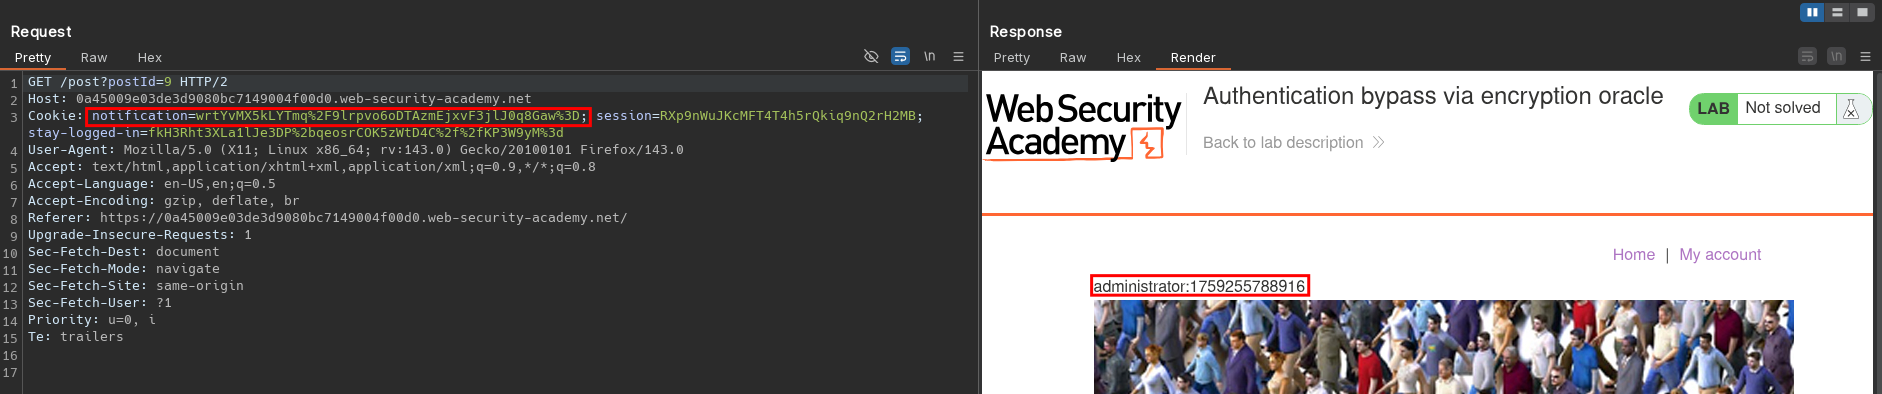 Request
Pretty Raw Hex
\n
1 GET /post?postId=9 HTTP/2
2 Host: 0a45009e03de3d9080bc7149004f00d0.web-security-academy.net
3 Cookie: notification=wrtYvMX5kLYTmq%2F9lrpvo6oDTAzmEjxvF3jlJ0q8Gaw%3D; session=RXp9nWuJKcMFT4T4h5rQkiq9nQ2rH2MB;
stay-logged-in=fkH3Rht3XLa1lJe3DP%2bqeosrCOK5zWtD4C%2f%2fKP3W9yM%3d
4 User-Agent: Mozilla/5.0 (X11; Linux x86_64; rv:143.0) Gecko/20100101 Firefox/143.0
5 Accept: text/html,application/xhtml+xml,application/xml;q=0.9,*/*;q=0.8
6 Accept-Language: en-US,en;q=0.5
7 Accept-Encoding: gzip, deflate, br
8 Referer: https://0a45009e03de3d9080bc7149004f00d0.web-security-academy.net/
9 Upgrade-Insecure-Requests: 1
10 Sec-Fetch-Dest: document
11 Sec-Fetch-Mode: navigate
12 Sec-Fetch-Site: same-origin
13 Sec-Fetch-User: ?1
14 Priority: u=0, i
15 Te: trailers
16
17
Response
Pretty Raw Hex Render
\n
Web Security
Academy
Authentication bypass via encryption oracle
Back to lab description
LAB Not solved
Home | My account
administrator:1759255788916